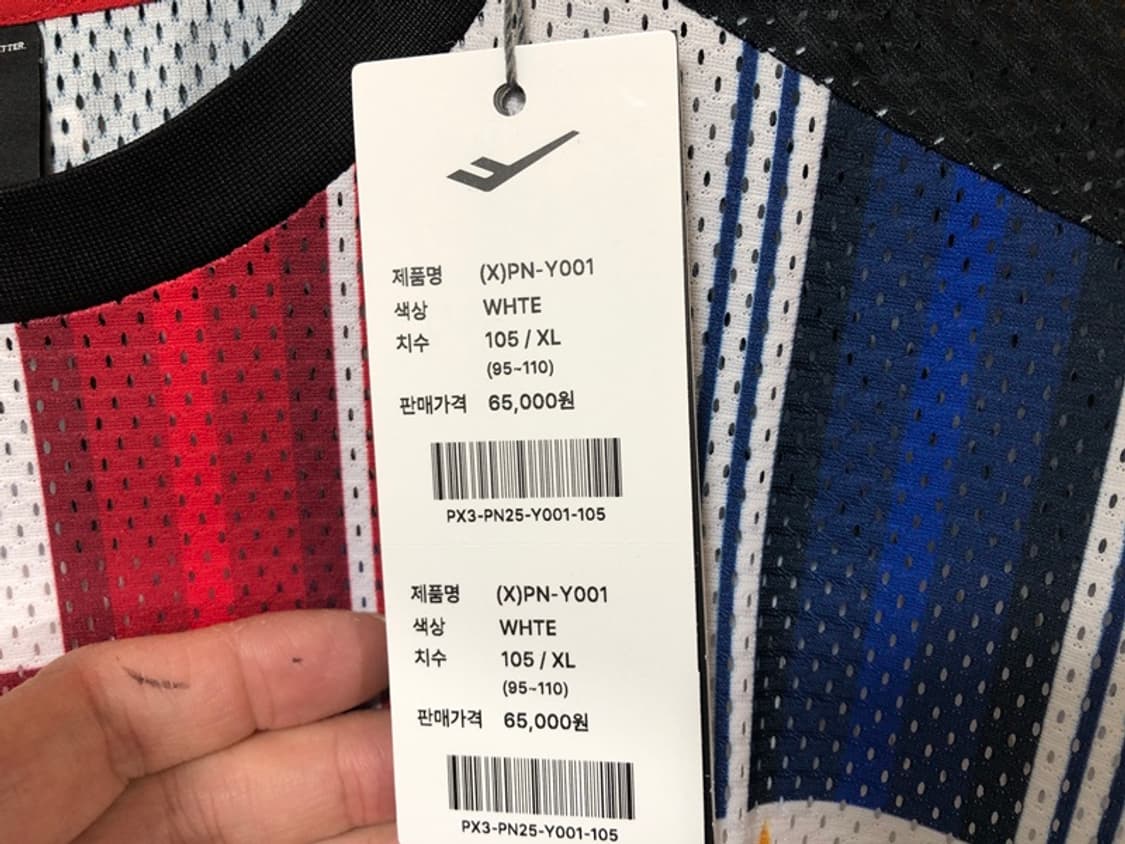 ETTER.
제품명 (X)PN-Y001
색상 WHTE
치수 105 / XL
(95~110)
판매가격 65,000원
PX3-PN25-Y001-105
제품명 (X)PN-Y001
색상 WHTE
치수 105 / XL
(95~110)
판매가격 65,000원
PX3-PN25-Y001-105